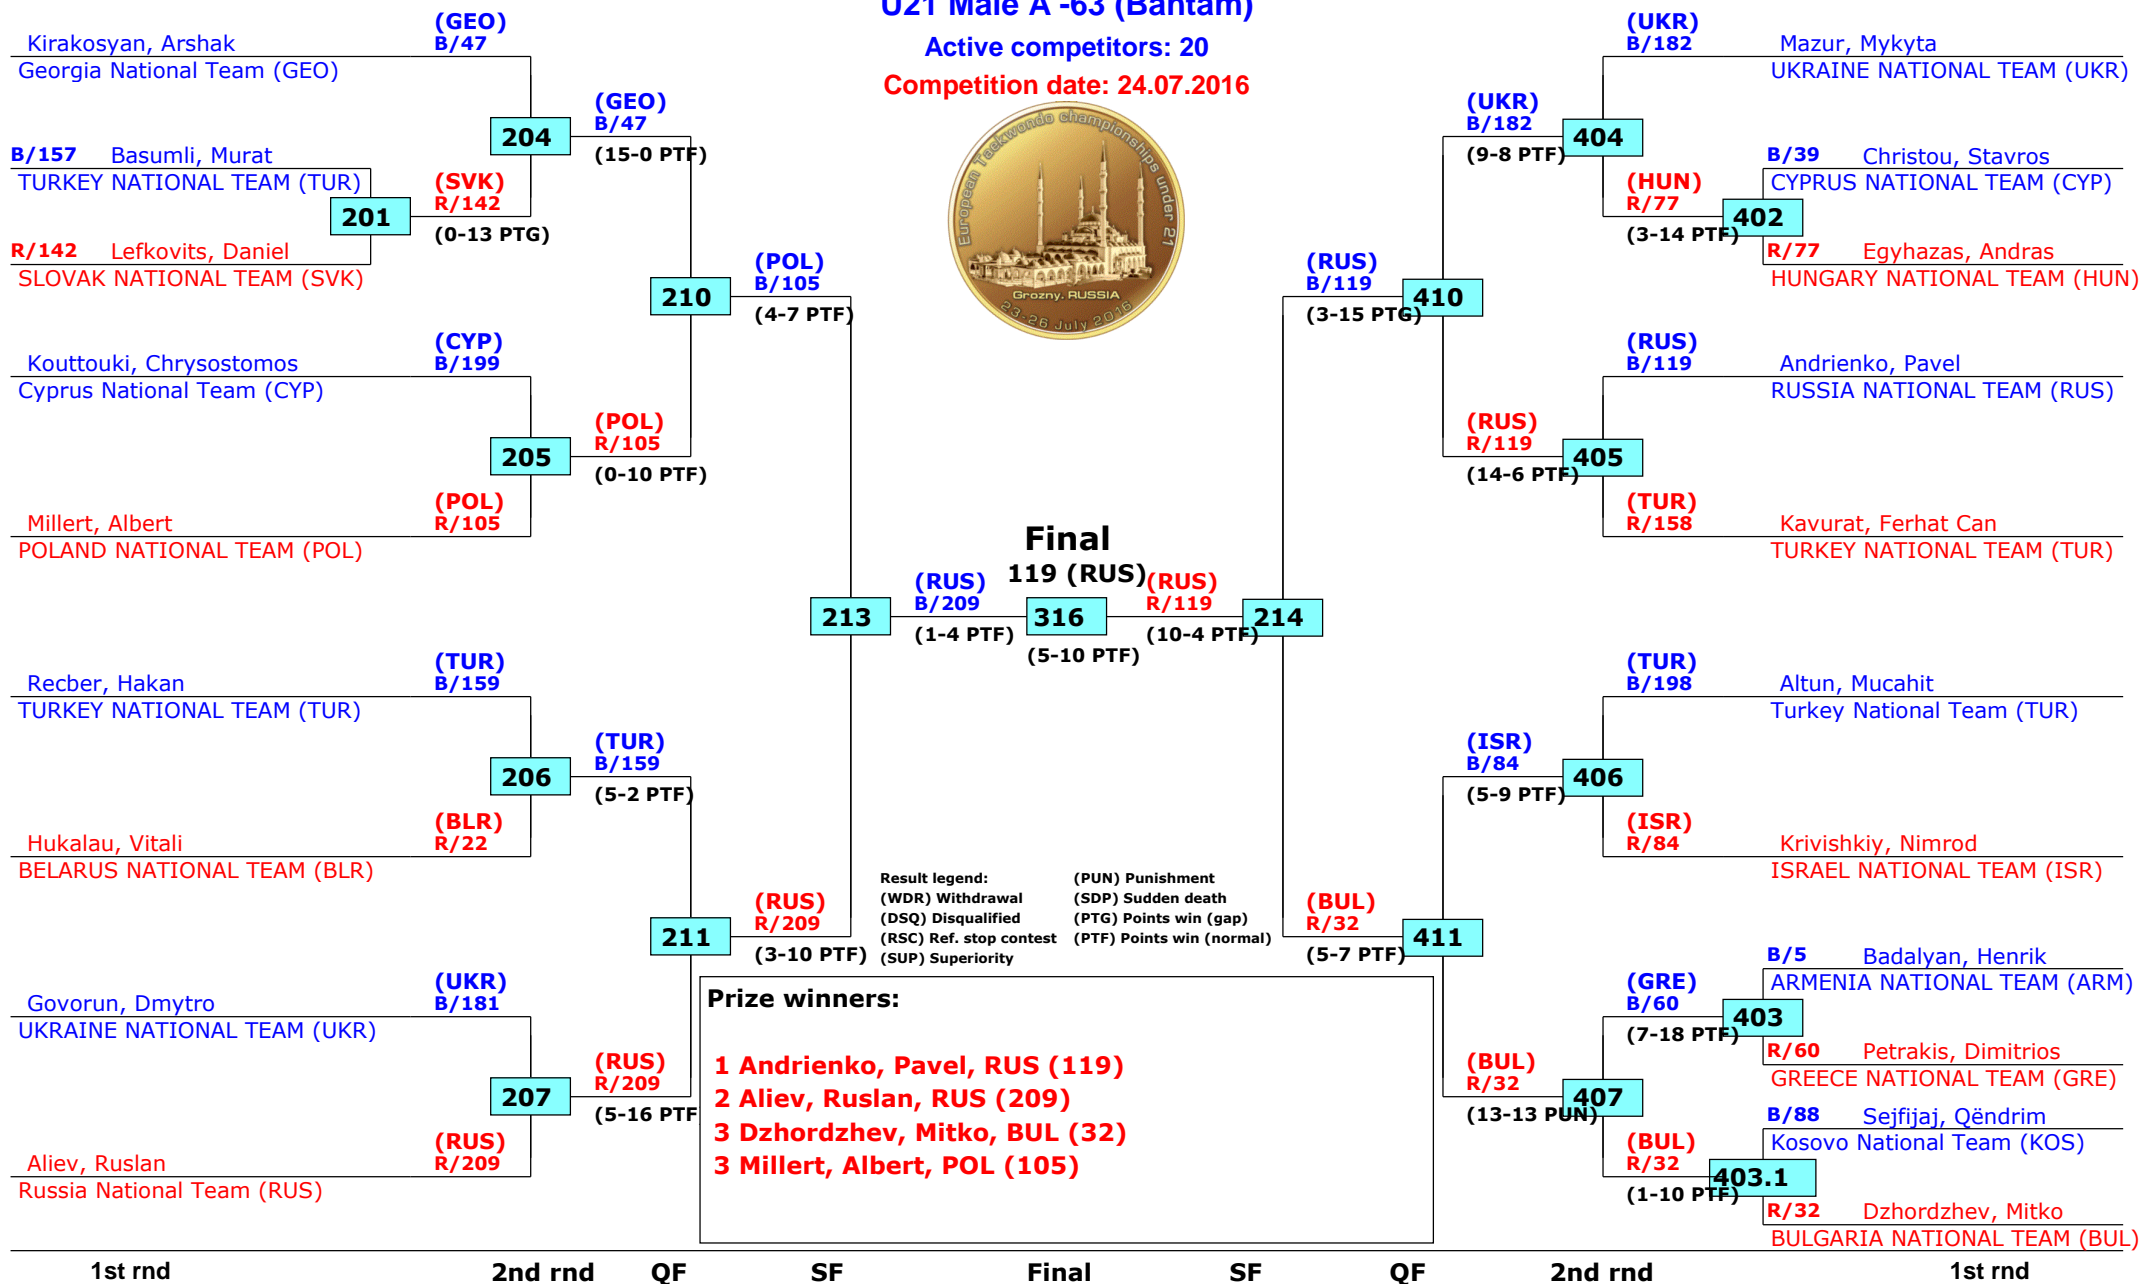 U21 Male A -63 (Bantam)
Active competitors: 20
Competition date: 24.07.2016
European Taekwondo championships under 21
Grozny. RUSSIA
23-26 July 2016
Kirakosyan, Arshak
Georgia National Team (GEO)
(GEO)
B/47
B/157 Basumli, Murat
TURKEY NATIONAL TEAM (TUR)
201
R/142 Lefkovits, Daniel
SLOVAK NATIONAL TEAM (SVK)
(SVK)
R/142
(0-13 PTG)
204
(GEO)
B/47
(15-0 PTF)
Kouttouki, Chrysostomos
Cyprus National Team (CYP)
(CYP)
B/199
205
Millert, Albert
POLAND NATIONAL TEAM (POL)
(POL)
R/105
(POL)
R/105
(0-10 PTF)
210
(POL)
B/105
(4-7 PTF)
Recber, Hakan
TURKEY NATIONAL TEAM (TUR)
(TUR)
B/159
206
Hukalau, Vitali
BELARUS NATIONAL TEAM (BLR)
(BLR)
R/22
(TUR)
B/159
(5-2 PTF)
Govorun, Dmytro
UKRAINE NATIONAL TEAM (UKR)
(UKR)
B/181
207
Aliev, Ruslan
Russia National Team (RUS)
(RUS)
R/209
(RUS)
R/209
(5-16 PTF
211
(RUS)
R/209
(3-10 PTF)
213
(RUS)
B/209
(1-4 PTF)
Final
119 (RUS)
316
(5-10 PTF)
(RUS)
R/119
(10-4 PTF)
214
(RUS)
B/119
(3-15 PTG)
410
(UKR)
B/182
(9-8 PTF)
404
(UKR)
B/182
Mazur, Mykyta
UKRAINE NATIONAL TEAM (UKR)
(HUN)
R/77
(3-14 PTF)
402
B/39 Christou, Stavros
CYPRUS NATIONAL TEAM (CYP)
R/77 Egyhazas, Andras
HUNGARY NATIONAL TEAM (HUN)
(RUS)
R/119
(14-6 PTF)
405
(RUS)
B/119
Andrienko, Pavel
RUSSIA NATIONAL TEAM (RUS)
(TUR)
R/158
Kavurat, Ferhat Can
TURKEY NATIONAL TEAM (TUR)
(BUL)
R/32
(5-7 PTF)
411
(ISR)
B/84
(5-9 PTF)
406
(TUR)
B/198
Altun, Mucahit
Turkey National Team (TUR)
(ISR)
R/84
Krivishkiy, Nimrod
ISRAEL NATIONAL TEAM (ISR)
(BUL)
R/32
(13-13 PUN)
407
(GRE)
B/60
(7-18 PTF)
403
B/5 Badalyan, Henrik
ARMENIA NATIONAL TEAM (ARM)
R/60 Petrakis, Dimitrios
GREECE NATIONAL TEAM (GRE)
(BUL)
R/32
(1-10 PTF)
403.1
B/88 Sejfijaj, Qëndrim
Kosovo National Team (KOS)
R/32 Dzhordzhev, Mitko
BULGARIA NATIONAL TEAM (BUL)
Result legend:
(WDR) Withdrawal
(DSQ) Disqualified
(RSC) Ref. stop contest
(SUP) Superiority
(PUN) Punishment
(SDP) Sudden death
(PTG) Points win (gap)
(PTF) Points win (normal)
Prize winners:
1 Andrienko, Pavel, RUS (119)
2 Aliev, Ruslan, RUS (209)
3 Dzhordzhev, Mitko, BUL (32)
3 Millert, Albert, POL (105)
1st rnd 2nd rnd QF SF Final SF QF 2nd rnd 1st rnd